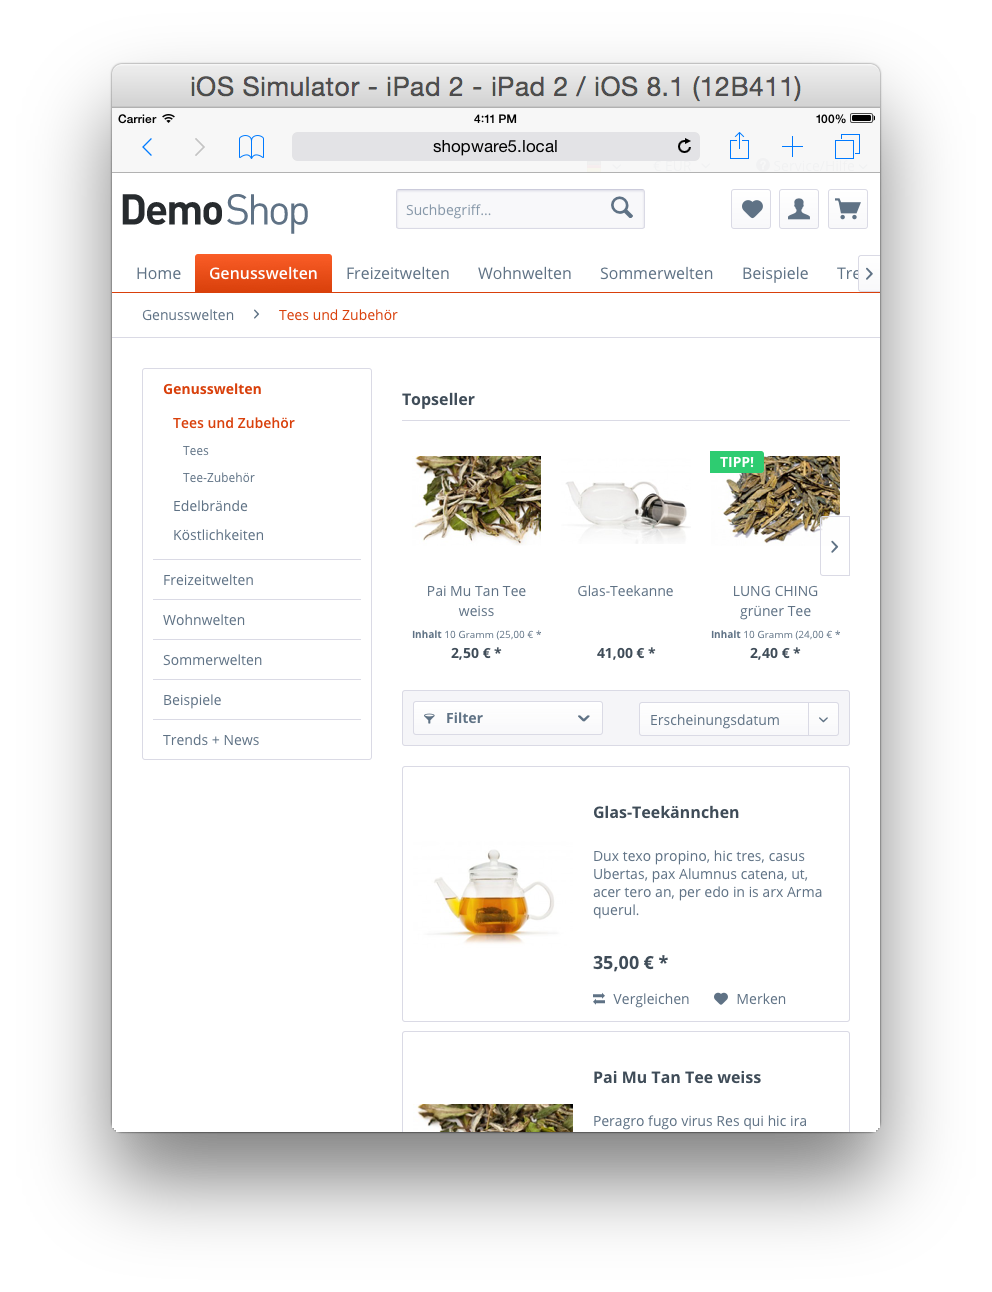 iOS Simulator - iPad 2 - iPad 2 / iOS 8.1 (12B411)
Carrier 4:11 PM 100%
shopware5.local
DemoShop
Suchbegriff...
Home Genusswelten Freizeitwelten Wohnwelten Sommerwelten Beispiele Tre
Genusswelten Tees und Zubehör
Genusswelten
Tees und Zubehör
Tees
Tee-Zubehör
Edelbrände
Köstlichkeiten
Freizeitwelten
Wohnwelten
Sommerwelten
Beispiele
Trends + News
Topseller
TIPP!
Pai Mu Tan Tee
weiss
Inhalt 10 Gramm (25,00 € *
2,50 € *
Glas-Teekanne
41,00 € *
LUNG CHING
grüner Tee
Inhalt 10 Gramm (24,00 € *
2,40 € *
Filter
Erscheinungsdatum
Glas-Teekännchen
Dux texo propino, hic tres, casus
Ubertas, pax Alumnus catena, ut,
acer tero an, per edo in is arx Arma
querul.
35,00 € *
Vergleichen Merken
Pai Mu Tan Tee weiss
Peragro fugo virus Res qui hic ira